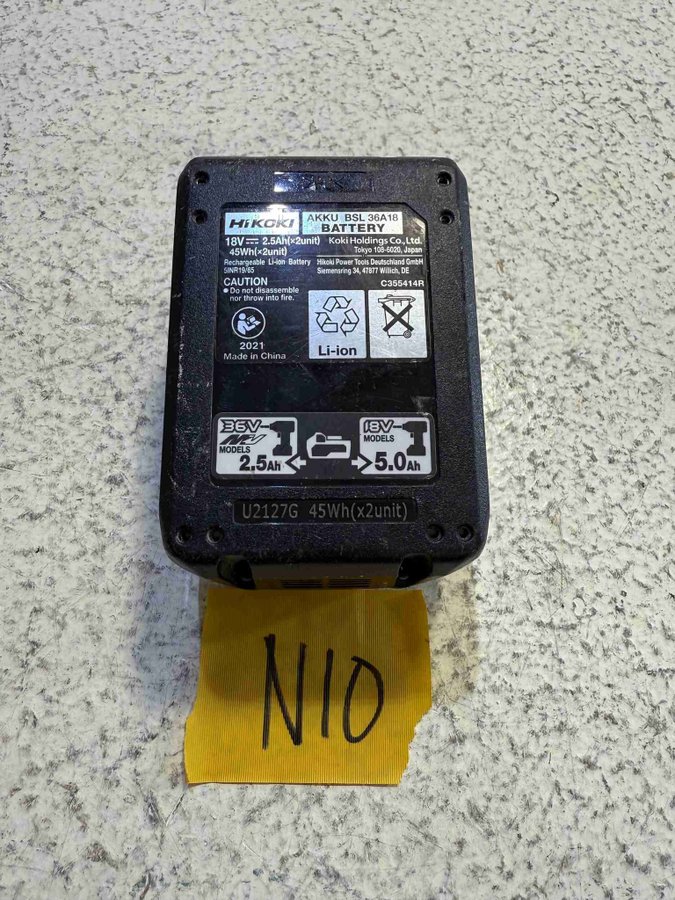 HiKOKI
AKKU BSL 36A18
BATTERY
18V 2.5Ah(×2unit)
45Wh(×2unit)
Koki Holdings Co.,Ltd.
Tokyo 108-6020, Japan
Rechargeable Li-ion Battery
5INR19/65
Hikoki Power Tools Deutschland GmbH
Siemensring 34, 47877 Willich, DE
CAUTION
● Do not disassemble
nor throw into fire.
C355414R
2021
Made in China
Li-ion
36V
MV
MODELS
2.5Ah
18V
MODELS
5.0Ah
U2127G 45Wh(x2unit)
N10